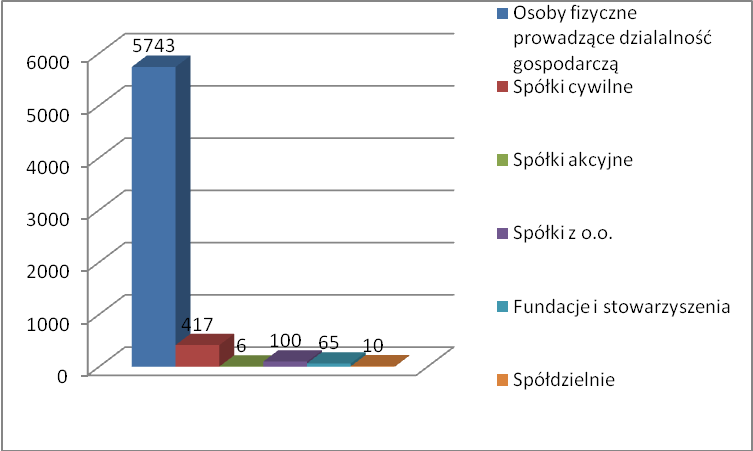 5743
6000
5000
4000
3000
2000
1000
0
417
6
100
65
10
Osoby fizyczne
prowadzące dzialalność
gospodarczą
Spółki cywilne
Spółki akcyjne
Spółki z o.o.
Fundacje i stowarzyszenia
Spółdzielnie